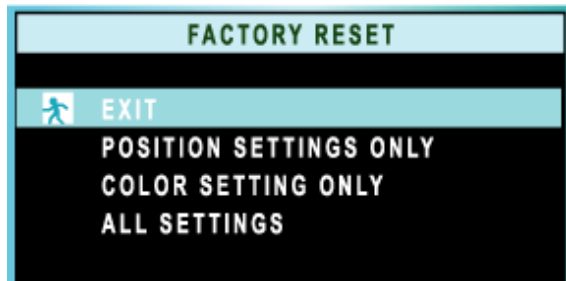 FACTORY RESET
EXIT
POSITION SETTINGS ONLY
COLOR SETTING ONLY
ALL SETTINGS